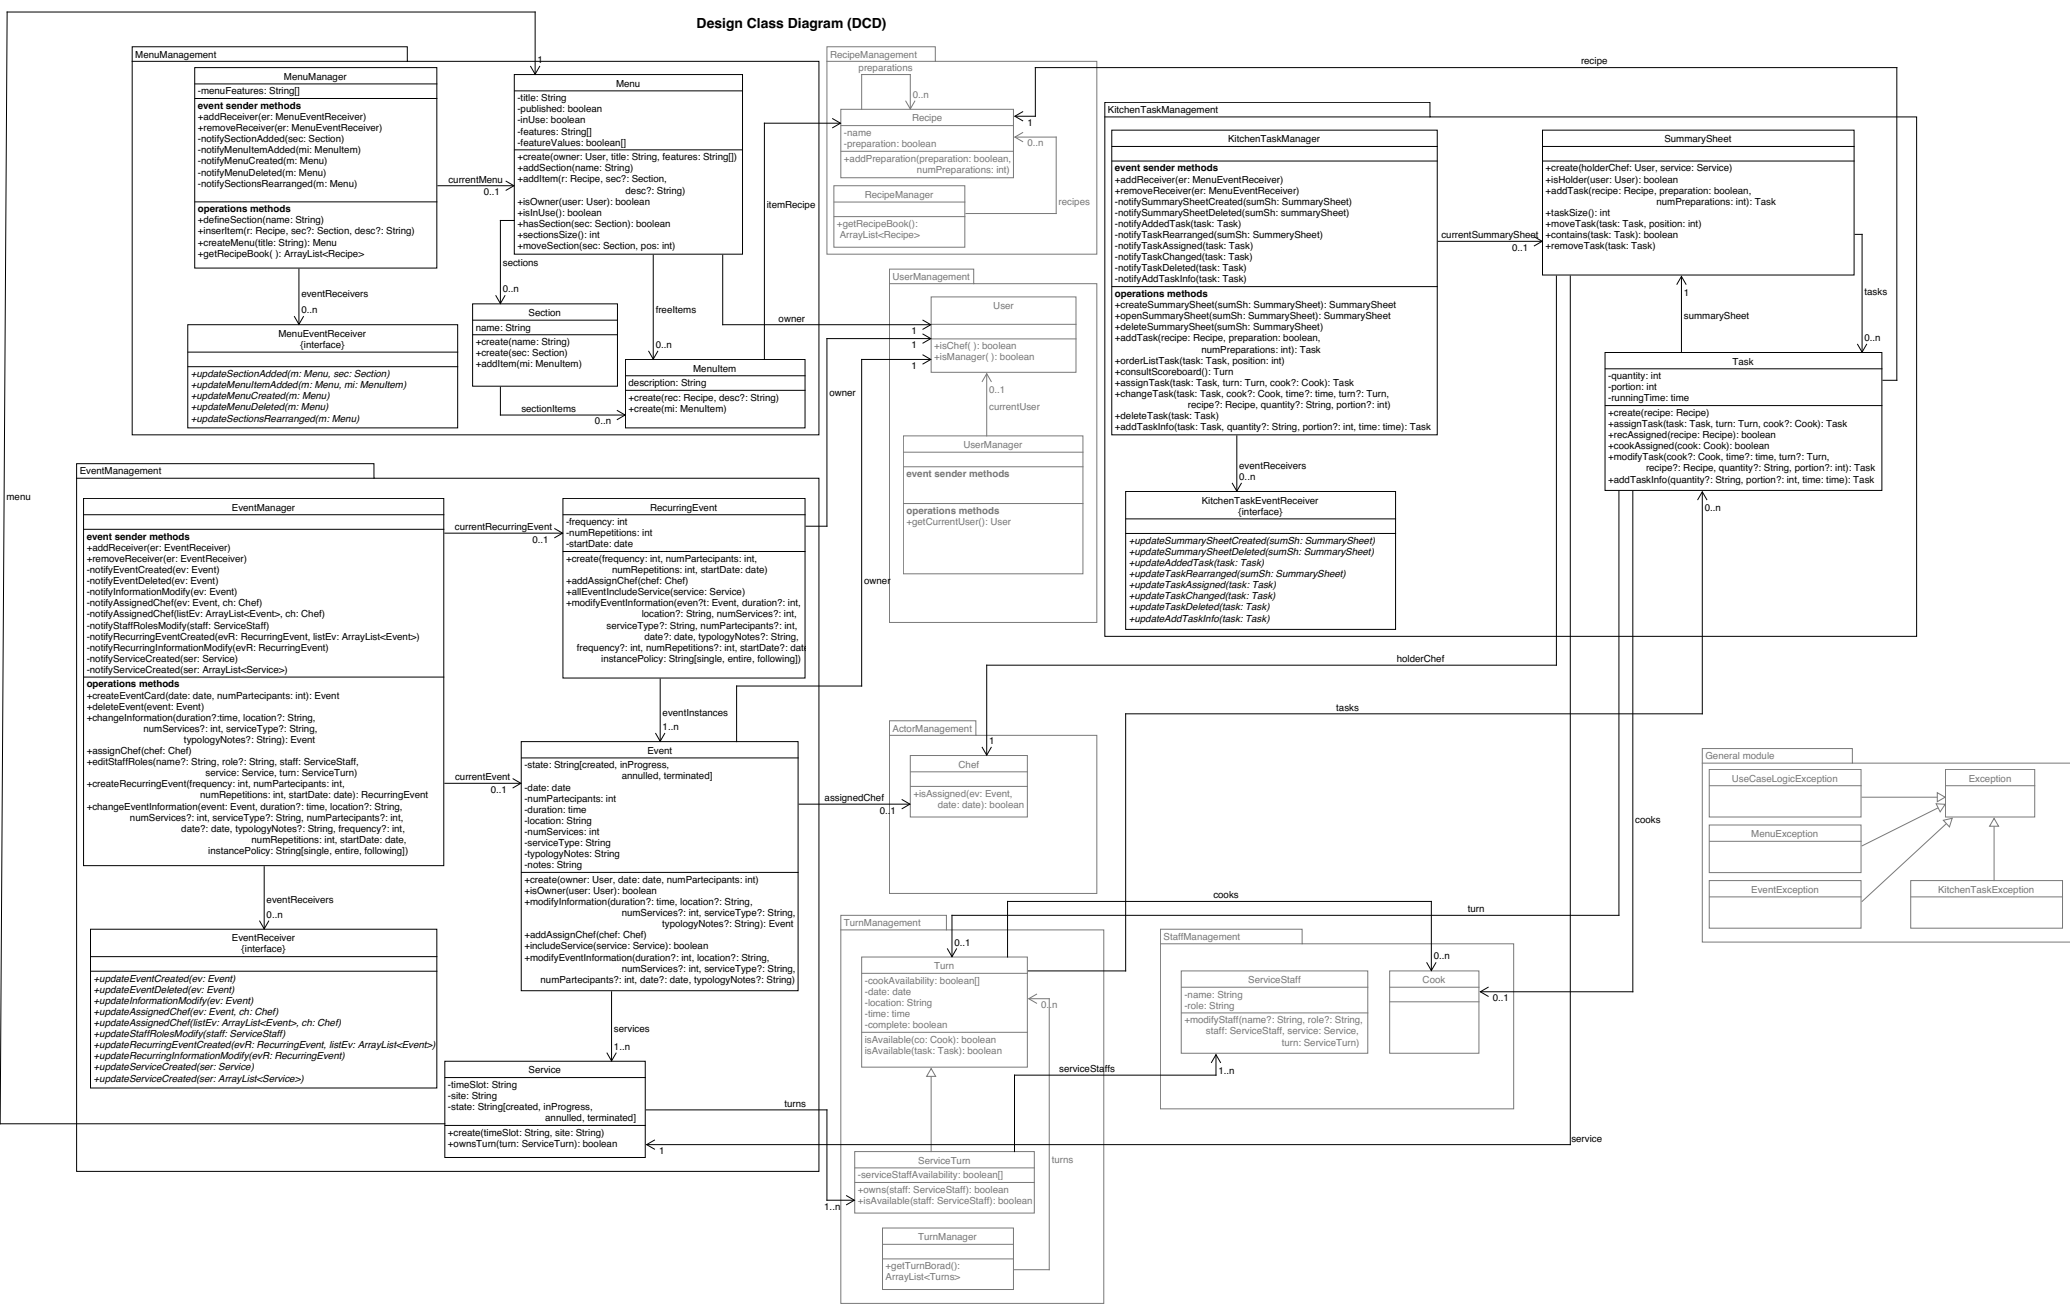 Design Class Diagram (DCD)
MenuManagement
MenuManager
-menuFeatures: String[]
event sender methods
+addReceiver(er: MenuEventReceiver)
+removeReceiver(er: MenuEventReceiver)
-notifySectionAdded(sec: Section)
-notifyMenuItemAdded(mi: MenuItem)
-notifyMenuCreated(m: Menu)
-notifyMenuDeleted(m: Menu)
-notifySectionsRearranged(m: Menu)
operations methods
+defineSection(name: String)
+inserItem(r: Recipe, sec?: Section, desc?: String)
+createMenu(title: String): Menu
+getRecipeBook( ): ArrayList<Recipe>
currentMenu
0..1
1
Menu
-title: String
-published: boolean
-inUse: boolean
-features: String[]
-featureValues: boolean[]
+create(owner: User, title: String, features: String[])
+addSection(name: String)
+addItem(r: Recipe, sec?: Section,
desc?: String)
+isOwner(user: User): boolean
+isInUse(): boolean
+hasSection(sec: Section): boolean
+sectionsSize(): int
+moveSection(sec: Section, pos: int)
eventReceivers
0..n
MenuEventReceiver
{interface}
+updateSectionAdded(m: Menu, sec: Section)
+updateMenuItemAdded(m: Menu, mi: MenuItem)
+updateMenuCreated(m: Menu)
+updateMenuDeleted(m: Menu)
+updateSectionsRearranged(m: Menu)
sections
0..n
Section
name: String
+create(name: String)
+create(sec: Section)
+addItem(mi: MenuItem)
sectionItems
0..n
freeItems
0..n
MenuItem
description: String
+create(rec: Recipe, desc?: String)
+create(mi: MenuItem)
itemRecipe
owner
1
RecipeManagement
preparations
0..n
Recipe
-name
-preparation: boolean
+addPreparation(preparation: boolean,
numPreparations: int)
RecipeManager
+getRecipeBook():
ArrayList<Recipe>
0..n
recipes
1
recipe
UserManagement
User
+isChef( ): boolean
+isManager( ): boolean
1
1
owner
owner
0..1
currentUser
UserManager
event sender methods
operations methods
+getCurrentUser(): User
KitchenTaskManagement
KitchenTaskManager
event sender methods
+addReceiver(er: MenuEventReceiver)
+removeReceiver(er: MenuEventReceiver)
-notifySummarySheetCreated(sumSh: SummarySheet)
-notifySummarySheetDeleted(sumSh: summarySheet)
-notifyAddedTask(task: Task)
-notifyTaskRearranged(sumSh: SummerySheet)
-notifyTaskAssigned(task: Task)
-notifyTaskChanged(task: Task)
-notifyTaskDeleted(task: Task)
-notifyAddTaskInfo(task: Task)
operations methods
+createSummarySheet(sumSh: SummarySheet): SummarySheet
+openSummarySheet(sumSh: SummarySheet): SummarySheet
+deleteSummarySheet(sumSh: SummarySheet)
+addTask(recipe: Recipe, preparation: boolean,
numPreparations: int): Task
+orderListTask(task: Task, position: int)
+consultScoreboard(): Turn
+assignTask(task: Task, turn: Turn, cook?: Cook): Task
+changeTask(task: Task, cook?: Cook, time?: time, turn?: Turn,
recipe?: Recipe, quantity?: String, portion?: int)
+deleteTask(task: Task)
+addTaskInfo(task: Task, quantity?: String, portion?: int, time: time): Task
currentSummarySheet
0..1
SummarySheet
+create(holderChef: User, service: Service)
+isHolder(user: User): boolean
+addTask(recipe: Recipe, preparation: boolean,
numPreparations: int): Task
+taskSize(): int
+moveTask(task: Task, position: int)
+contains(task: Task): boolean
+removeTask(task: Task)
1
summarySheet
tasks
0..n
Task
-quantity: int
-portion: int
-runningTime: time
+create(recipe: Recipe)
+assignTask(task: Task, turn: Turn, cook?: Cook): Task
+recAssigned(recipe: Recipe): boolean
+cookAssigned(cook: Cook): boolean
+modifyTask(cook?: Cook, time?: time, turn?: Turn,
recipe?: Recipe, quantity?: String, portion?: int): Task
+addTaskInfo(quantity?: String, portion?: int, time: time): Task
0..n
eventReceivers
0..n
KitchenTaskEventReceiver
{interface}
+updateSummarySheetCreated(sumSh: SummarySheet)
+updateSummarySheetDeleted(sumSh: SummarySheet)
+updateAddedTask(task: Task)
+updateTaskRearranged(sumSh: SummarySheet)
+updateTaskAssigned(task: Task)
+updateTaskChanged(task: Task)
+updateTaskDeleted(task: Task)
+updateAddTaskInfo(task: Task)
menu
EventManagement
EventManager
event sender methods
+addReceiver(er: EventReceiver)
+removeReceiver(er: EventReceiver)
-notifyEventCreated(ev: Event)
-notifyEventDeleted(ev: Event)
-notifyInformationModify(ev: Event)
-notifyAssignedChef(ev: Event, ch: Chef)
-notifyAssignedChef(listEv: ArrayList<Event>, ch: Chef)
-notifyStaffRolesModify(staff: ServiceStaff)
-notifyRecurringEventCreated(evR: RecurringEvent, listEv: ArrayList<Event>)
-notifyRecurringInformationModify(evR: RecurringEvent)
-notifyServiceCreated(ser: Service)
-notifyServiceCreated(ser: ArrayList<Service>)
operations methods
+createEventCard(date: date, numPartecipants: int): Event
+deleteEvent(event: Event)
+changeInformation(duration?:time, location?: String,
numServices?: int, serviceType?: String,
typologyNotes?: String): Event
+assignChef(chef: Chef)
+editStaffRoles(name?: String, role?: String, staff: ServiceStaff,
service: Service, turn: ServiceTurn)
+createRecurringEvent(frequency: int, numPartecipants: int,
numRepetitions: int, startDate: date): RecurringEvent
+changeEventInformation(event: Event, duration?: time, location?: String,
numServices?: int, serviceType?: String, numPartecipants?: int,
date?: date, typologyNotes?: String, frequency?: int,
numRepetitions: int, startDate: date,
instancePolicy: String[single, entire, following])
currentRecurringEvent
0..1
RecurringEvent
-frequency: int
-numRepetitions: int
-startDate: date
+create(frequency: int, numPartecipants: int,
numRepetitions: int, startDate: date)
+addAssignChef(chef: Chef)
+allEventIncludeService(service: Service)
+modifyEventInformation(even?t: Event, duration?: int,
location?: String, numServices?: int,
serviceType?: String, numPartecipants?: int,
date?: date, typologyNotes?: String,
frequency?: int, numRepetitions?: int, startDate?: date
instancePolicy: String[single, entire, following])
eventInstances
1..n
currentEvent
0..1
Event
-state: String[created, inProgress,
annulled, terminated]
-date: date
-numPartecipants: int
-duration: time
-location: String
-numServices: int
-serviceType: String
-typologyNotes: String
-notes: String
+create(owner: User, date: date, numPartecipants: int)
+isOwner(user: User): boolean
+modifyInformation(duration?: time, location?: String,
numServices?: int, serviceType?: String,
typologyNotes?: String): Event
+addAssignChef(chef: Chef)
+includeService(service: Service): boolean
+modifyEventInformation(duration?: int, location?: String,
numServices?: int, serviceType?: String,
numPartecipants?: int, date?: date, typologyNotes?: String)
eventReceivers
0..n
EventReceiver
{interface}
+updateEventCreated(ev: Event)
+updateEventDeleted(ev: Event)
+updateInformationModify(ev: Event)
+updateAssignedChef(ev: Event, ch: Chef)
+updateAssignedChef(listEv: ArrayList<Event>, ch: Chef)
+updateStaffRolesModify(staff: ServiceStaff)
+updateRecurringEventCreated(evR: RecurringEvent, listEv: ArrayList<Event>)
+updateRecurringInformationModify(evR: RecurringEvent)
+updateServiceCreated(ser: Service)
+updateServiceCreated(ser: ArrayList<Service>)
services
1..n
Service
-timeSlot: String
-site: String
-state: String[created, inProgress,
annulled, terminated]
+create(timeSlot: String, site: String)
+ownsTurn(turn: ServiceTurn): boolean
turns
1..n
1
service
assignedChef
0..1
holderChef
1
ActorManagement
Chef
+isAssigned(ev: Event,
date: date): boolean
tasks
cooks
turn
cooks
TurnManagement
0..1
Turn
-cookAvailability: boolean[]
-date: date
-location: String
-time: time
-complete: boolean
isAvailable(co: Cook): boolean
isAvailable(task: Task): boolean
0..n
turns
ServiceTurn
-serviceStaffAvailability: boolean[]
+owns(staff: ServiceStaff): boolean
+isAvailable(staff: ServiceStaff): boolean
TurnManager
+getTurnBorad():
ArrayList<Turns>
serviceStaffs
1..n
StaffManagement
ServiceStaff
-name: String
-role: String
+modifyStaff(name?: String, role?: String,
staff: ServiceStaff, service: Service,
turn: ServiceTurn)
0..n
Cook
0..1
General module
UseCaseLogicException
Exception
MenuException
EventException
KitchenTaskException